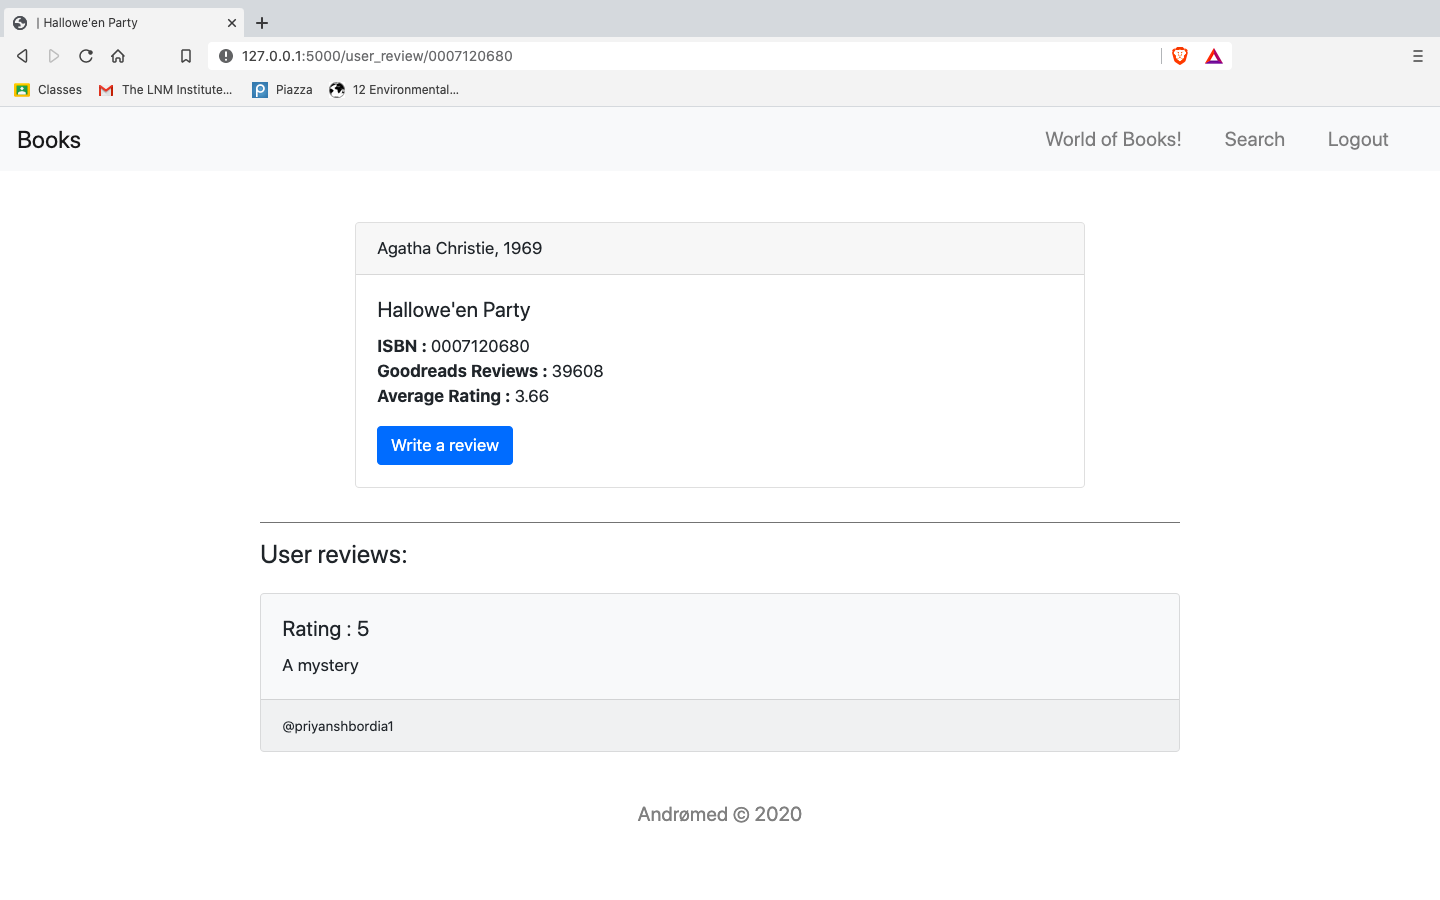 | Hallowe'en Party
127.0.0.1:5000/user_review/0007120680
Classes
The LNM Institute...
Piazza
12 Environmental...
Books
World of Books!
Search
Logout
Agatha Christie, 1969
Hallowe'en Party
ISBN : 0007120680
Goodreads Reviews : 39608
Average Rating : 3.66
Write a review
User reviews:
Rating : 5
A mystery
@priyanshbordia1
Andrømed © 2020